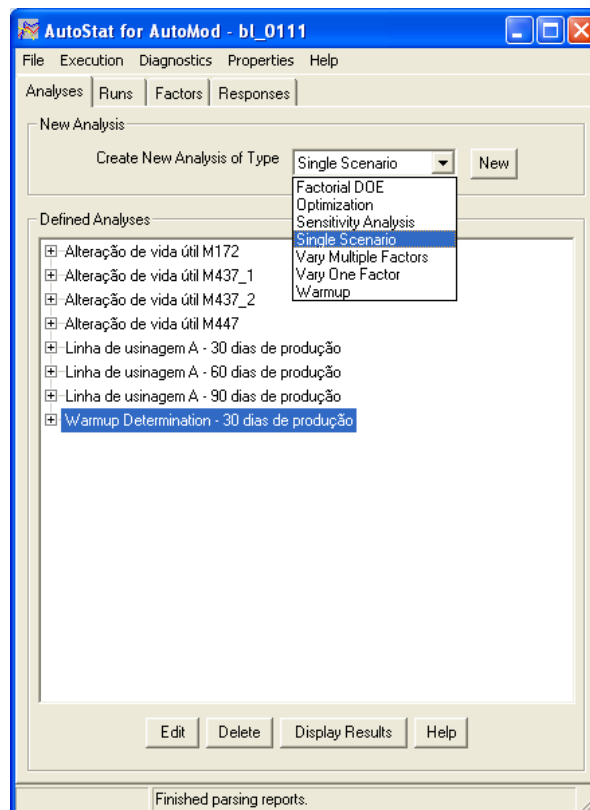 AutoStat for AutoMod - bl_0111
File Execution Diagnostics Properties Help
Analyses Runs Factors Responses
New Analysis
Create New Analysis of Type Single Scenario New
Factorial DOE
Optimization
Sensitivity Analysis
Single Scenario
Vary Multiple Factors
Vary One Factor
Warmup
Defined Analyses
Alteração de vida útil M172
Alteração de vida útil M437_1
Alteração de vida útil M437_2
Alteração de vida útil M447
Linha de usinagem A - 30 dias de produção
Linha de usinagem A - 60 dias de produção
Linha de usinagem A - 90 dias de produção
Warmup Determination - 30 dias de produção
Edit Delete Display Results Help
Finished parsing reports.